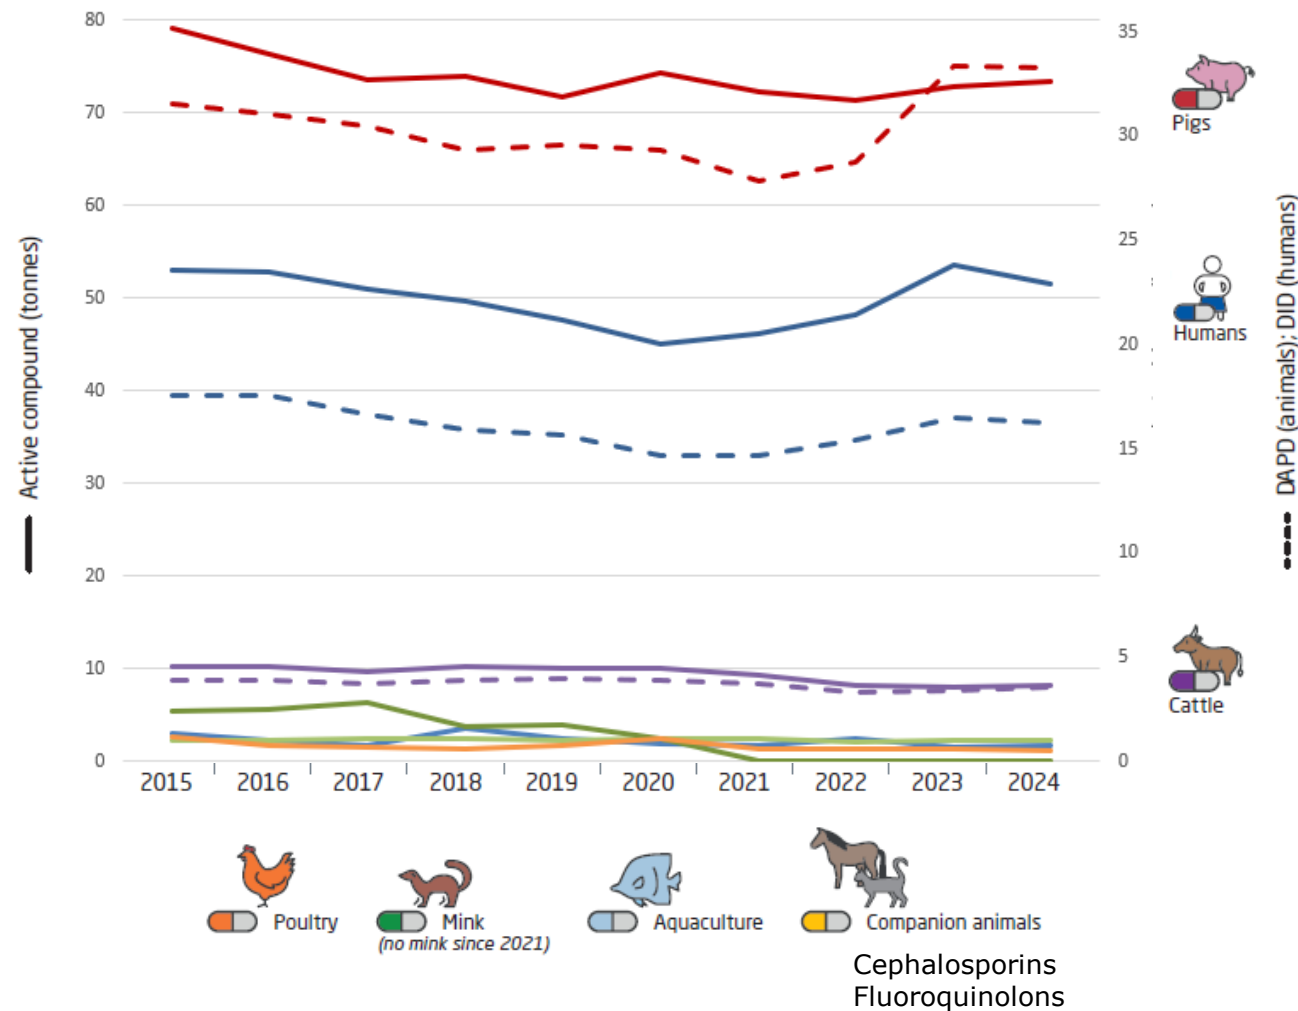 80
70
60
50
40
30
20
10
0
Active compound (tonnes)
35
30
25
20
15
10
5
0
DAPD (animals); DID (humans)
Pigs
Humans
Cattle
2015 2016 2017 2018 2019 2020 2021 2022 2023 2024
Poultry Mink Aquaculture Companion animals
(no mink since 2021)
Cephalosporins
Fluoroquinolons